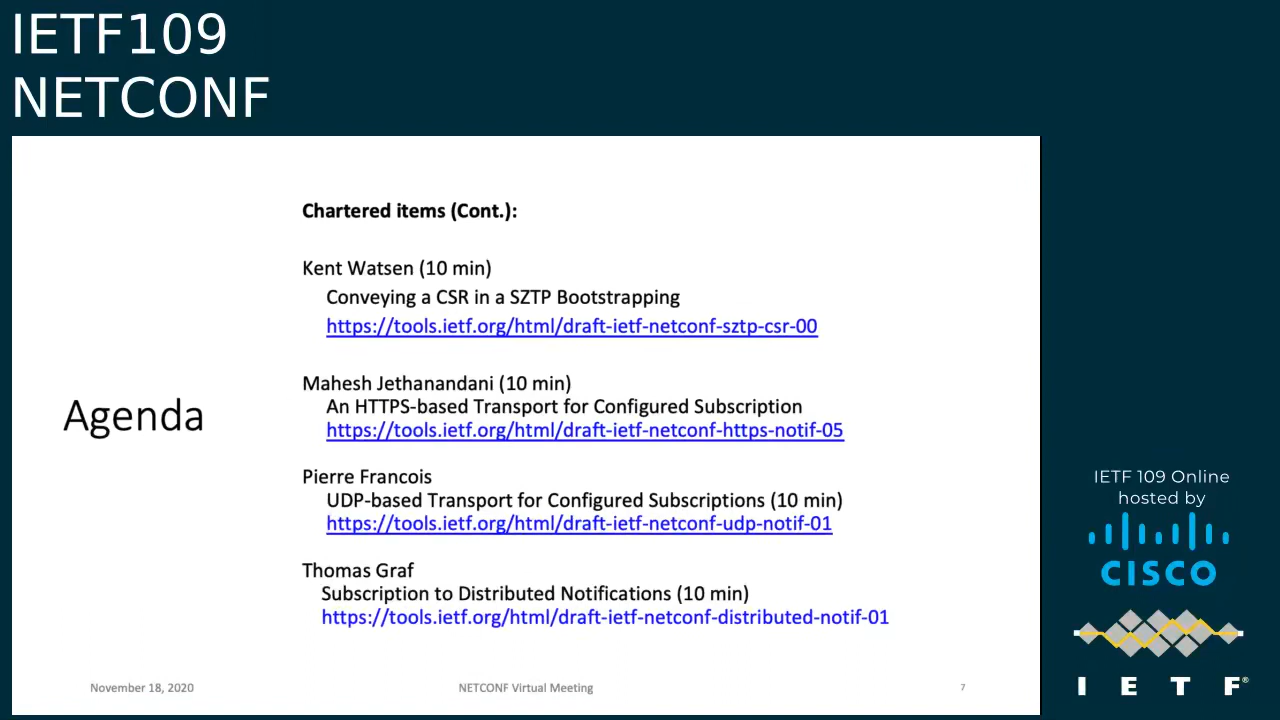 IETF109
NETCONF
Chartered items (Cont.):
Kent Watsen (10 min)
Conveying a CSR in a SZTP Bootstrapping
https://tools.ietf.org/html/draft-ietf-netconf-sztp-csr-00
Mahesh Jethanandani (10 min)
An HTTPS-based Transport for Configured Subscription
https://tools.ietf.org/html/draft-ietf-netconf-https-notif-05
Agenda
Pierre Francois
UDP-based Transport for Configured Subscriptions (10 min)
https://tools.ietf.org/html/draft-ietf-netconf-udp-notif-01
Thomas Graf
Subscription to Distributed Notifications (10 min)
https://tools.ietf.org/html/draft-ietf-netconf-distributed-notif-01
November 18, 2020
NETCONF Virtual Meeting
7
IETF 109 Online
hosted by
CISCO
I E T F®